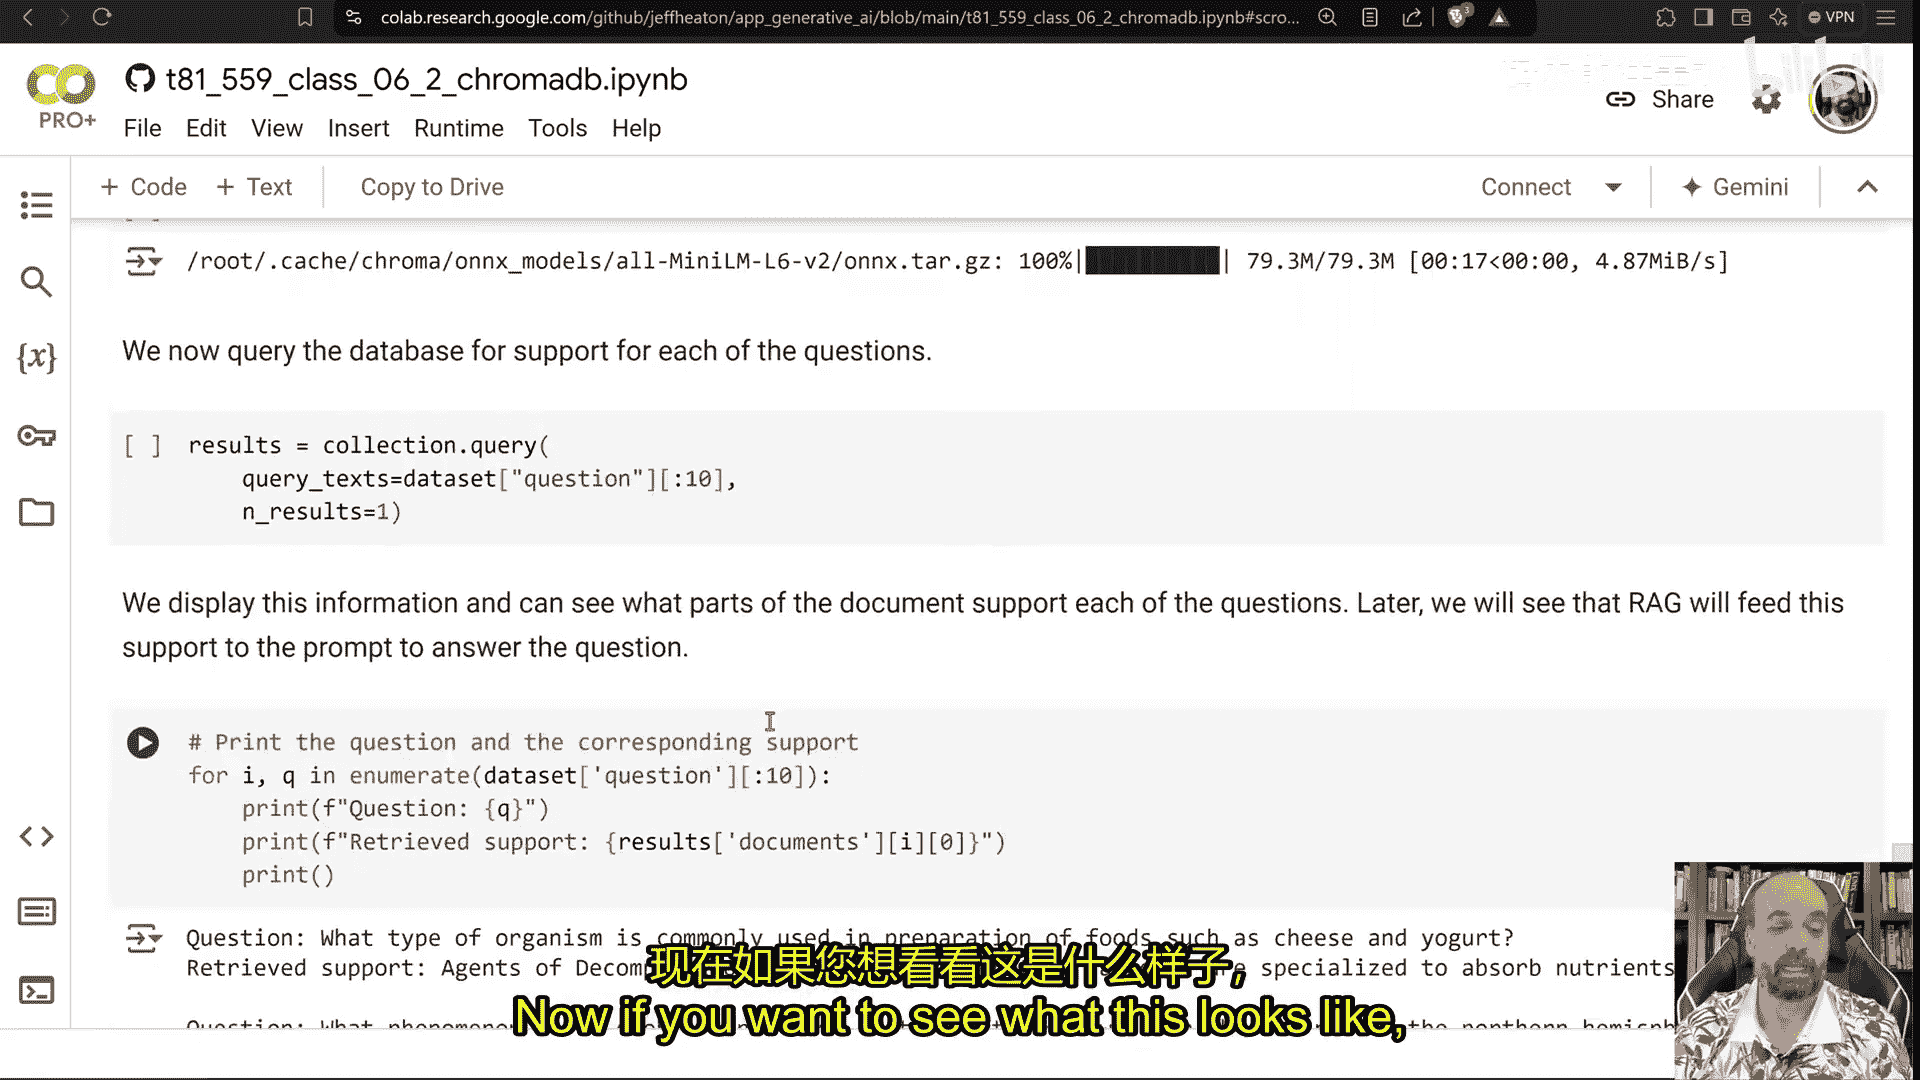 colab.research.google.com/github/jeffheaton/app_generative_ai/blob/main/t81_559_class_06_2_chromadb.ipynb#scro...
3
VPN
t81_559_class_06_2_chromadb.ipynb
PRO+
File Edit View Insert Runtime Tools Help
Share
+ Code + Text Copy to Drive
Connect Gemini
/root/.cache/chroma/onnx_models/all-MiniLM-L6-v2/onnx.tar.gz: 100%|██████████| 79.3M/79.3M [00:17<00:00, 4.87MiB/s]
We now query the database for support for each of the questions.
[ ] results = collection.query(
query_texts=dataset["question"][:10],
n_results=1)
We display this information and can see what parts of the document support each of the questions. Later, we will see that RAG will feed this
support to the prompt to answer the question.
# Print the question and the corresponding support
for i, q in enumerate(dataset['question'][:10]):
print(f"Question: {q}")
print(f"Retrieved support: {results['documents'][i][0]}")
print()
Question: What type of organism is commonly used in preparation of foods such as cheese and yogurt?
Retrieved support: Agents of Decom specialized to absorb nutrients
现在如果您想看看这是什么样子，
Now if you want to see what this looks like,
Question: What phenomeno the northern hemisph